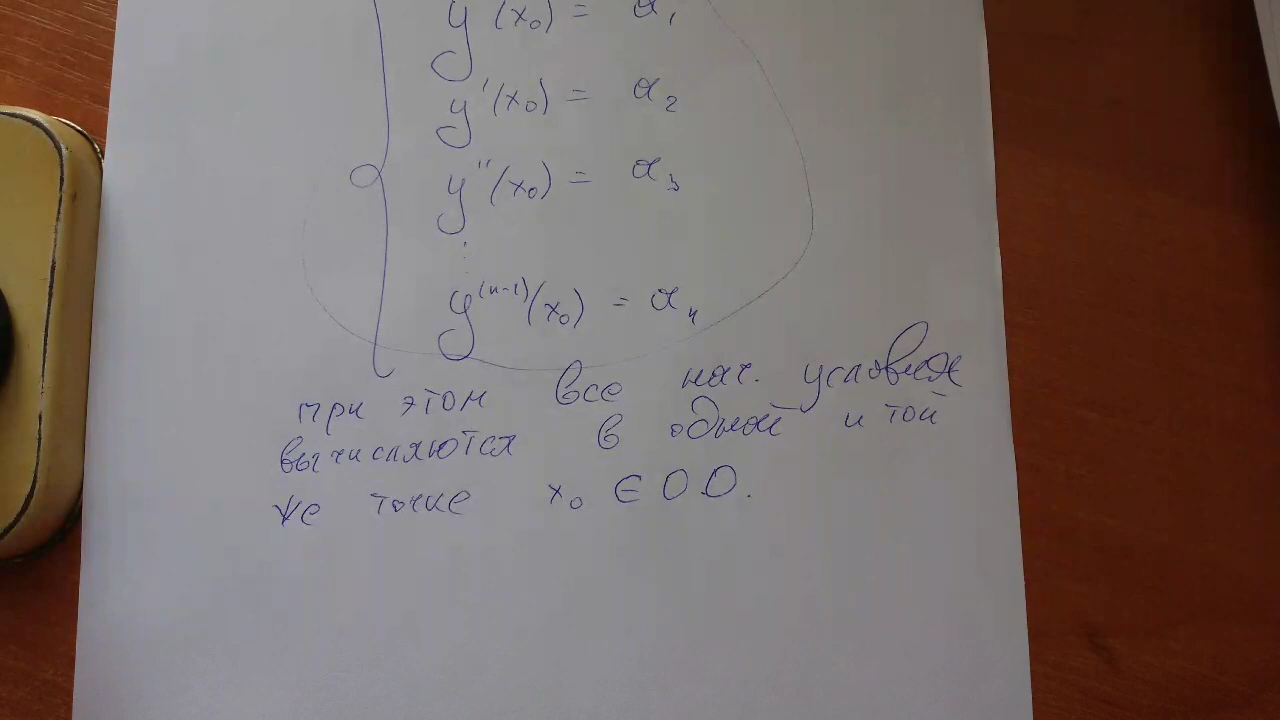 y(x₀) = α₁
y'(x₀) = α₂
y''(x₀) = α₃
⋮
y⁽ⁿ⁻¹⁾(x₀) = αₙ
при этом все нач. условия
вычисляются в одной и той
же точке x₀ ∈ О.О.